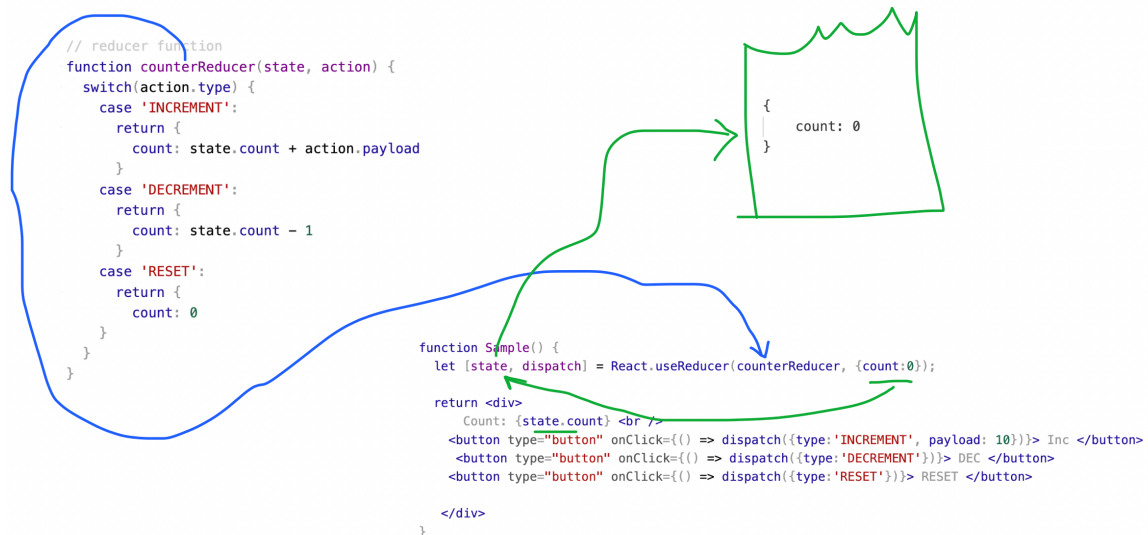 // reducer function
function counterReducer(state, action) {
switch(action.type) {
case 'INCREMENT':
return {
count: state.count + action.payload
}
case 'DECREMENT':
return {
count: state.count - 1
}
case 'RESET':
return {
count: 0
}
}
}
{
count: 0
}
function Sample() {
let [state, dispatch] = React.useReducer(counterReducer, {count:0});
return <div>
Count: {state.count} <br />
<button type="button" onClick={() => dispatch({type:'INCREMENT', payload: 10})}> Inc </button>
<button type="button" onClick={() => dispatch({type:'DECREMENT'})}> DEC </button>
<button type="button" onClick={() => dispatch({type:'RESET'})}> RESET </button>
</div>
}